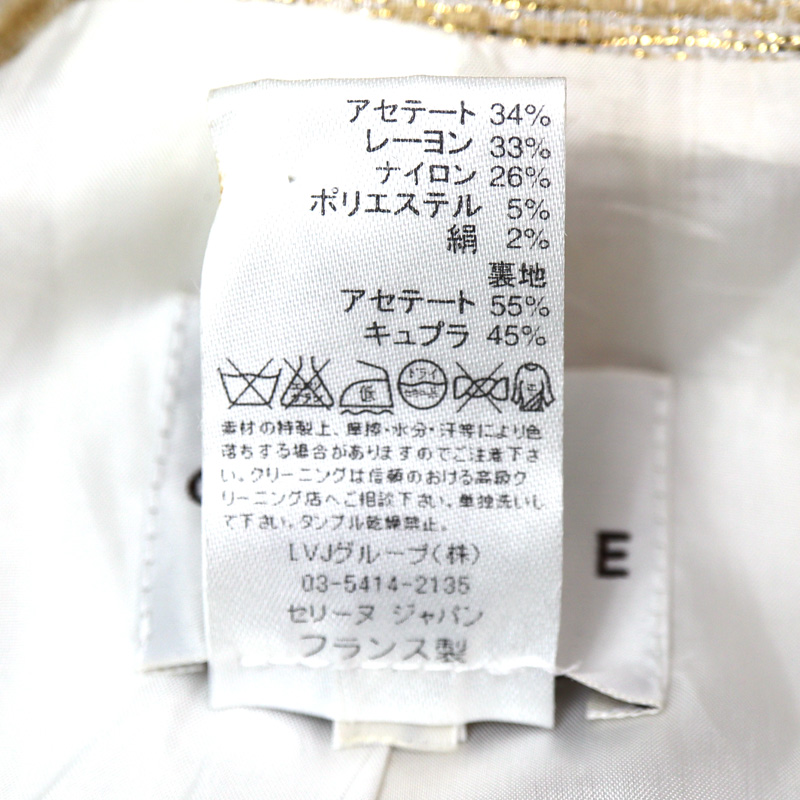 アセテート 34%
レーヨン 33%
ナイロン 26%
ポリエステル 5%
絹 2%
裏地
アセテート 55%
キュプラ 45%
低 ドライ
素材の特製上、摩擦・水分・汗等により色
落ちする場合がありますのでご注意下さ
い。クリーニングは信頼のおける高段ク
リーニング店へご相談下さい。単独洗いし
て下さい。タンブル乾燥禁止。
LVJグループ(株)
03-5414-2135
セリーヌ ジャパン
フランス製
E